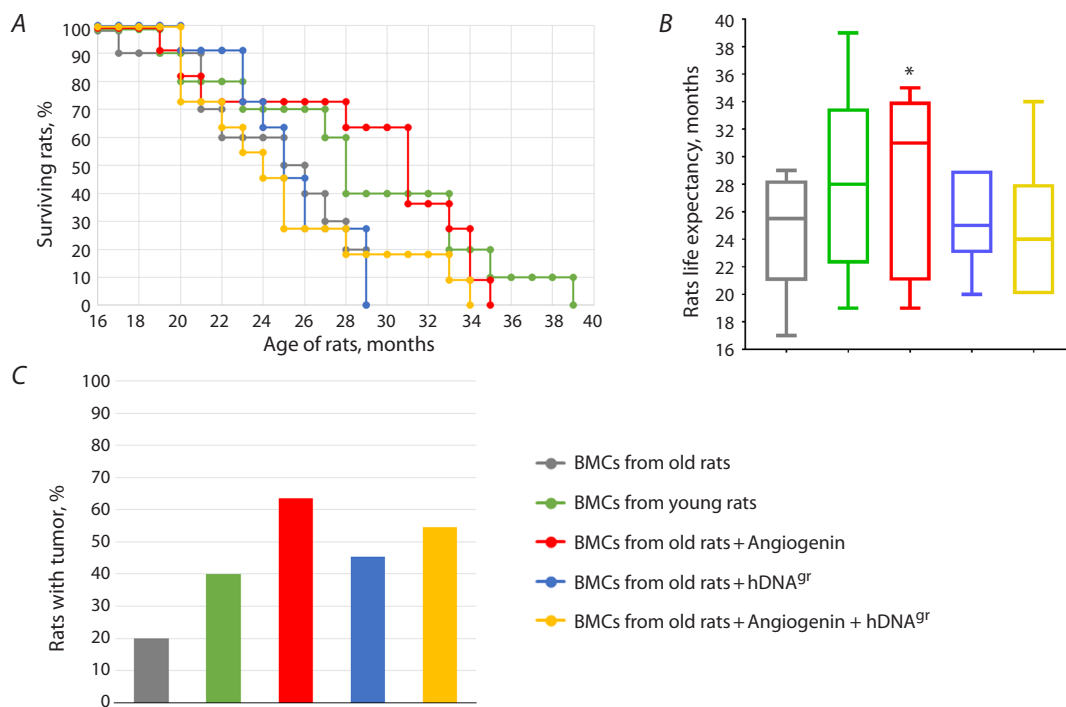 A
Surviving rats, %
100
90
80
70
60
50
40
30
20
10
0
16 18 20 22 24 26 28 30 32 34 36 38 40
Age of rats, months
B
Rats life expectancy, months
40
38
36
34
32
30
28
26
24
22
20
18
16
*
C
Rats with tumor, %
100
90
80
70
60
50
40
30
20
10
0
BMCs from old rats
BMCs from young rats
BMCs from old rats + Angiogenin
BMCs from old rats + hDNAgr
BMCs from old rats + Angiogenin + hDNAgr